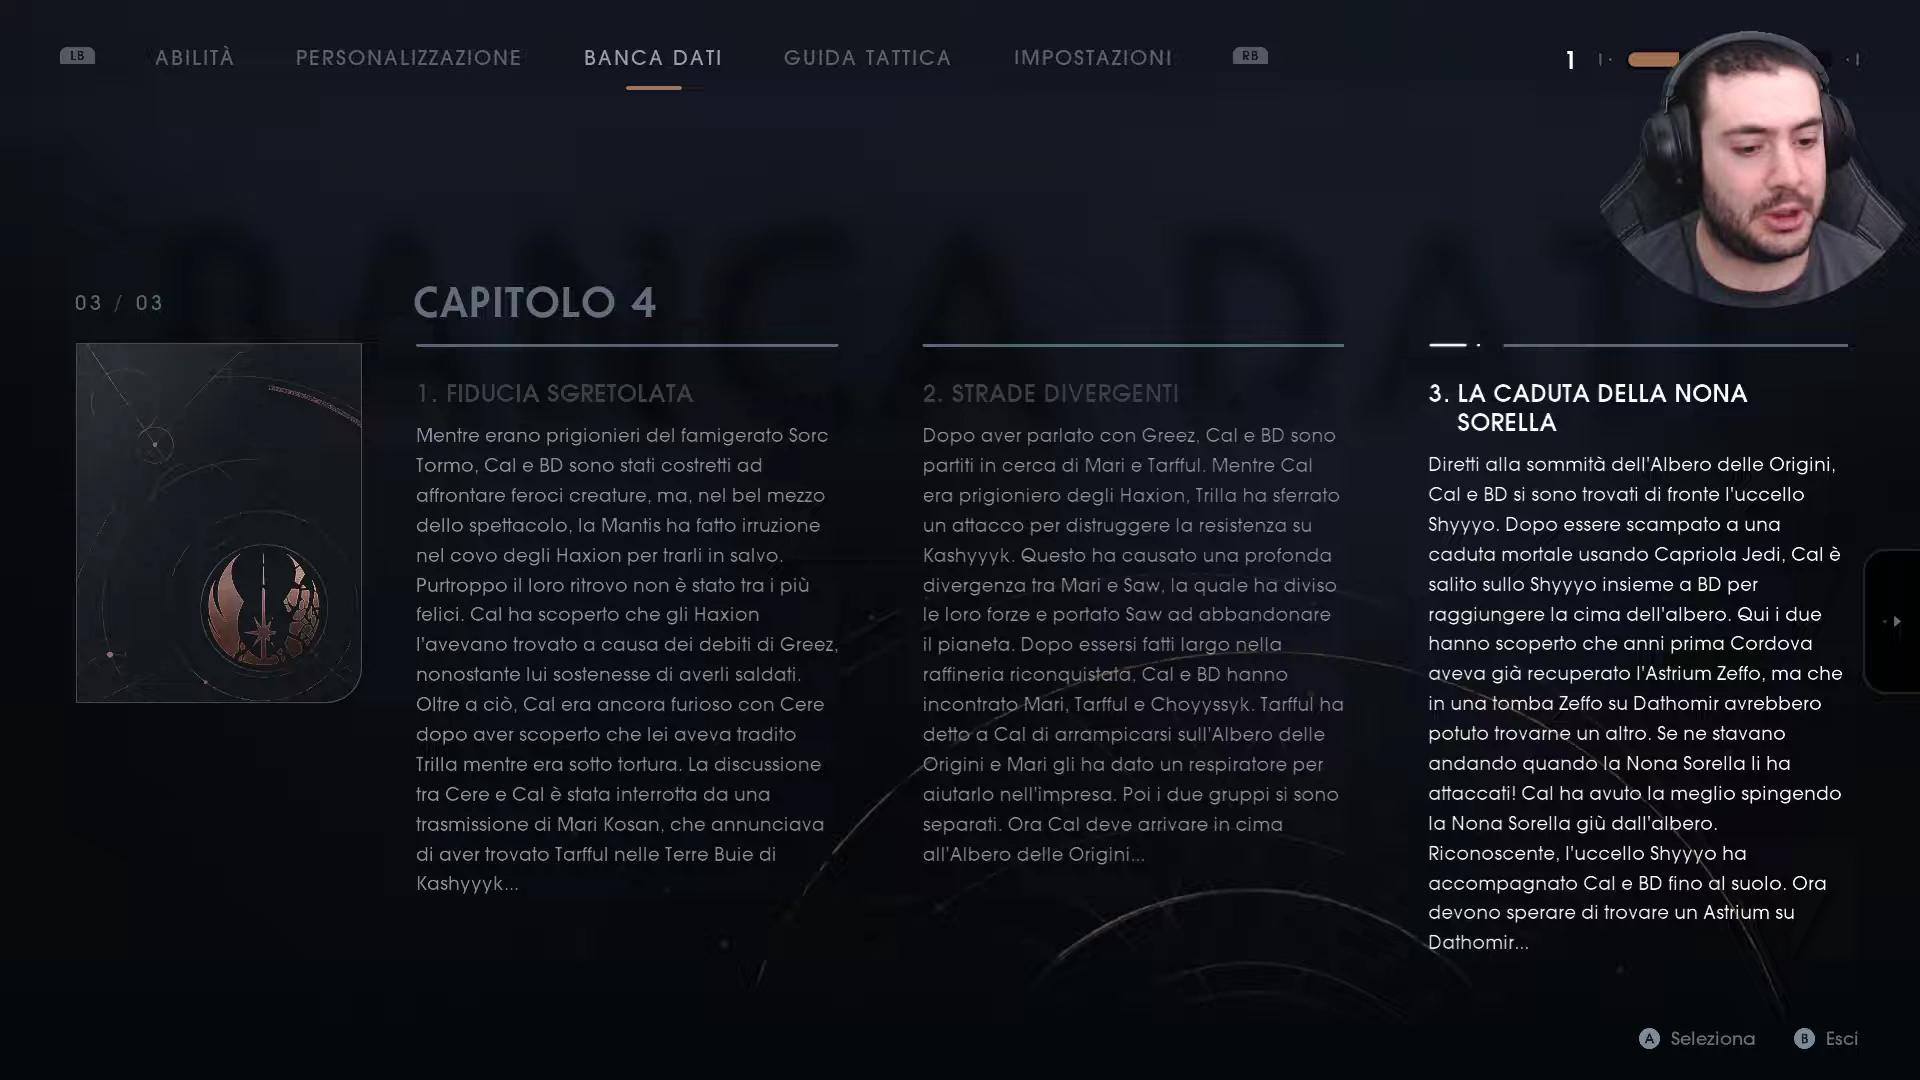 LB
ABILITÀ
PERSONALIZZAZIONE
BANCA DATI
GUIDA TATTICA
IMPOSTAZIONI
RB
1
BANCA DATI
03 / 03
CAPITOLO 4
1. FIDUCIA SGRETOLATA
Mentre erano prigionieri del famigerato Sorc
Tormo, Cal e BD sono stati costretti ad
affrontare feroci creature, ma, nel bel mezzo
dello spettacolo, la Mantis ha fatto irruzione
nel covo degli Haxion per trarli in salvo.
Purtroppo il loro ritrovo non è stato tra i più
felici. Cal ha scoperto che gli Haxion
l'avevano trovato a causa dei debiti di Greez,
nonostante lui sostenesse di averli saldati.
Oltre a ciò, Cal era ancora furioso con Cere
dopo aver scoperto che lei aveva tradito
Trilla mentre era sotto tortura. La discussione
tra Cere e Cal è stata interrotta da una
trasmissione di Mari Kosan, che annunciava
di aver trovato Tarfful nelle Terre Buie di
Kashyyyk...
2. STRADE DIVERGENTI
Dopo aver parlato con Greez, Cal e BD sono
partiti in cerca di Mari e Tarfful. Mentre Cal
era prigioniero degli Haxion, Trilla ha sferrato
un attacco per distruggere la resistenza su
Kashyyyk. Questo ha causato una profonda
divergenza tra Mari e Saw, la quale ha diviso
le loro forze e portato Saw ad abbandonare
il pianeta. Dopo essersi fatti largo nella
raffineria riconquistata, Cal e BD hanno
incontrato Mari, Tarfful e Choyyssyk. Tarfful ha
detto a Cal di arrampicarsi sull'Albero delle
Origini e Mari gli ha dato un respiratore per
aiutarlo nell'impresa. Poi i due gruppi si sono
separati. Ora Cal deve arrivare in cima
all'Albero delle Origini...
3. LA CADUTA DELLA NONA
SORELLA
Diretti alla sommità dell'Albero delle Origini,
Cal e BD si sono trovati di fronte l'uccello
Shyyyo. Dopo essere scampato a una
caduta mortale usando Capriola Jedi, Cal è
salito sullo Shyyyo insieme a BD per
raggiungere la cima dell'albero. Qui i due
hanno scoperto che anni prima Cordova
aveva già recuperato l'Astrium Zeffo, ma che
in una tomba Zeffo su Dathomir avrebbero
potuto trovarne un altro. Se ne stavano
andando quando la Nona Sorella li ha
attaccati! Cal ha avuto la meglio spingendo
la Nona Sorella giù dall'albero.
Riconoscente, l'uccello Shyyyo ha
accompagnato Cal e BD fino al suolo. Ora
devono sperare di trovare un Astrium su
Dathomir...
A Seleziona
B Esci